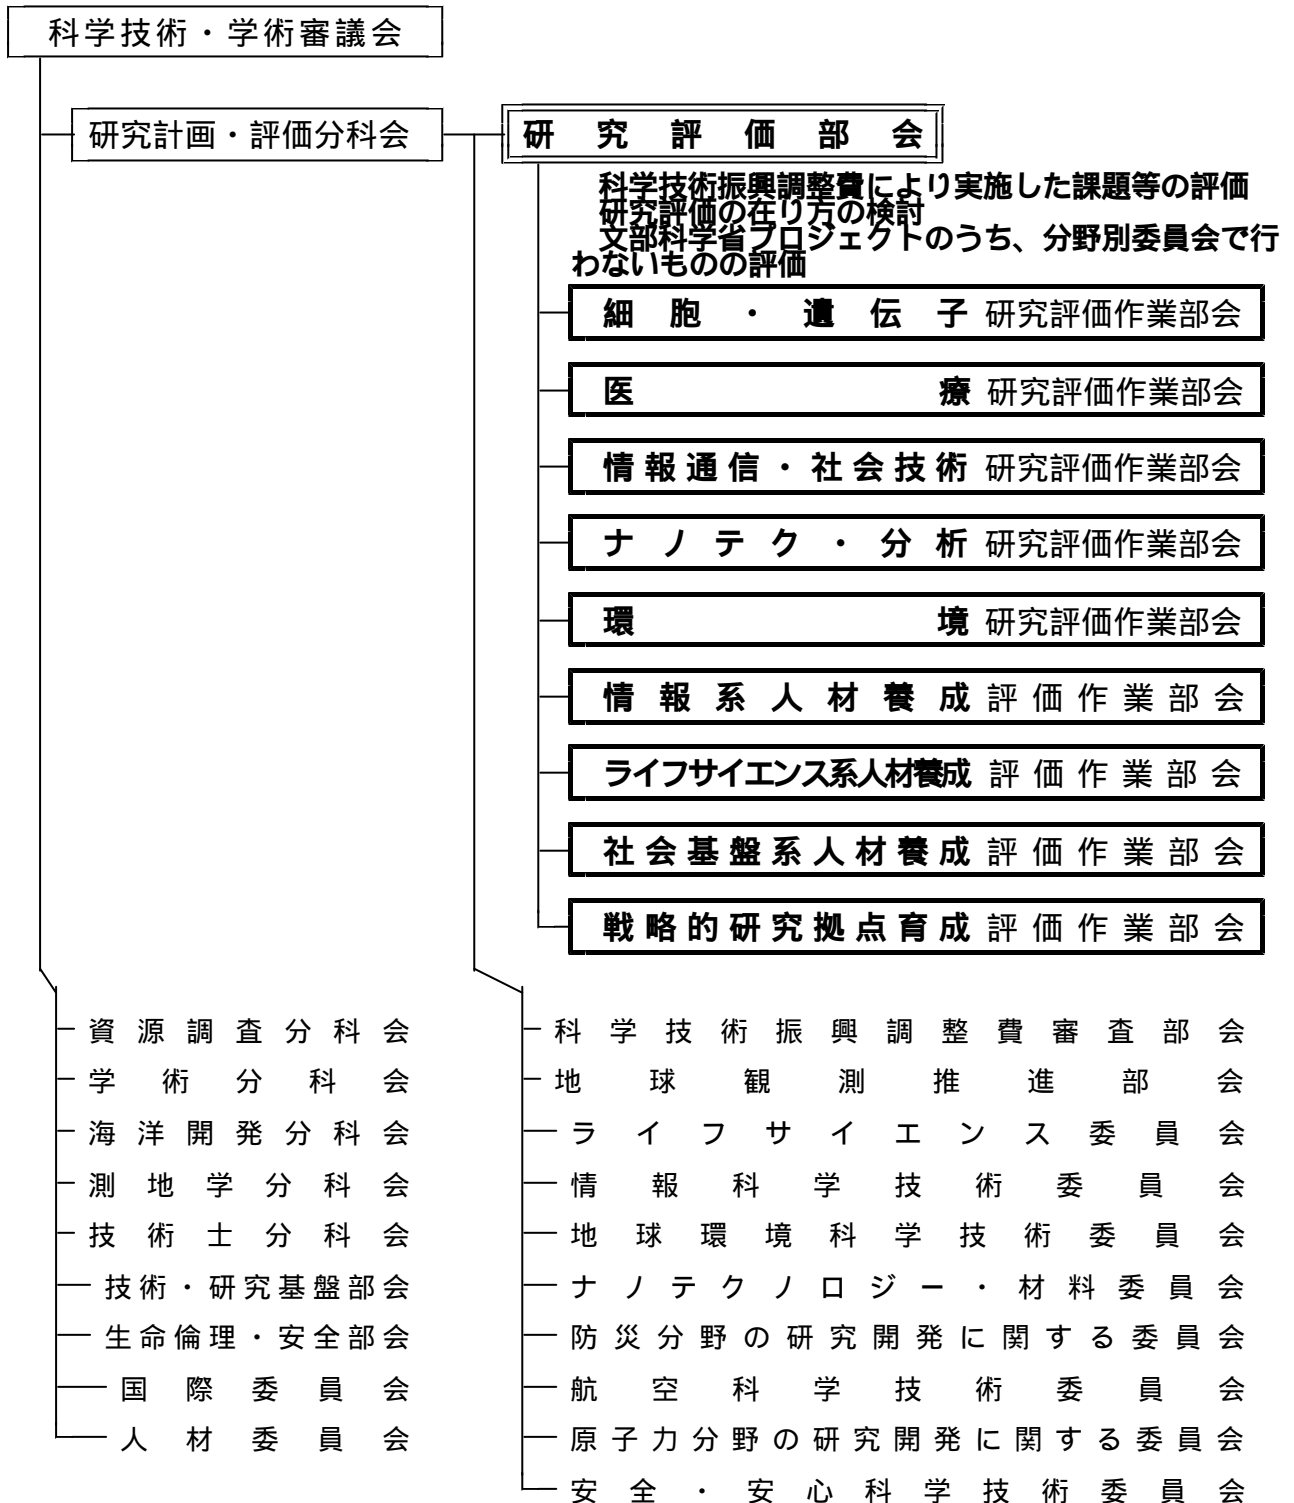 科学技術・学術審議会
研究計画・評価分科会
研究評価部会
科学技術振興調整費により実施した課題等の評価
研究評価の在り方の検討
文部科学省プロジェクトのうち、分野別委員会で行
わないものの評価
細胞・遺伝子 研究評価作業部会
医療 研究評価作業部会
情報通信・社会技術 研究評価作業部会
ナノテク・分析 研究評価作業部会
環境 研究評価作業部会
情報系人材養成 評価作業部会
ライフサイエンス系人材養成 評価作業部会
社会基盤系人材養成 評価作業部会
戦略的研究拠点育成 評価作業部会
資源調査分科会
学術分科会
海洋開発分科会
測地学分科会
技術士分科会
技術・研究基盤部会
生命倫理・安全部会
国際委員会
人材委員会
科学技術振興調整費審査部会
地球観測推進部会
ライフサイエンス委員会
情報科学技術委員会
地球環境科学技術委員会
ナノテクノロジー・材料委員会
防災分野の研究開発に関する委員会
航空科学技術委員会
原子力分野の研究開発に関する委員会
安全・安心科学技術委員会